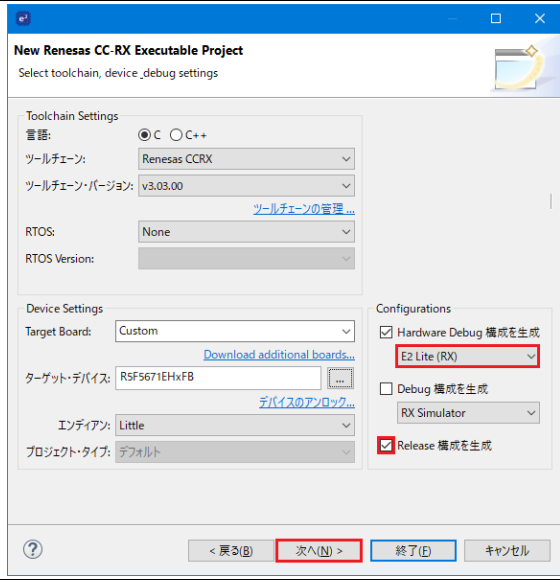 e²
New Renesas CC-RX Executable Project
Select toolchain, device ,debug settings
Toolchain Settings
言語: C C++
ツールチェーン: Renesas CCRX
ツールチェーン・バージョン: v3.03.00
ツールチェーンの管理 ...
RTOS: None
RTOS Version:
Device Settings
Target Board: Custom
Download additional boards...
ターゲット・デバイス: R5F5671EHxFB ...
デバイスのアンロック...
エンディアン: Little
プロジェクト・タイプ: デフォルト
Configurations
Hardware Debug 構成を生成
E2 Lite (RX)
Debug 構成を生成
RX Simulator
Release 構成を生成
? < 戻る(B) 次へ(N) > 終了(F) キャンセル